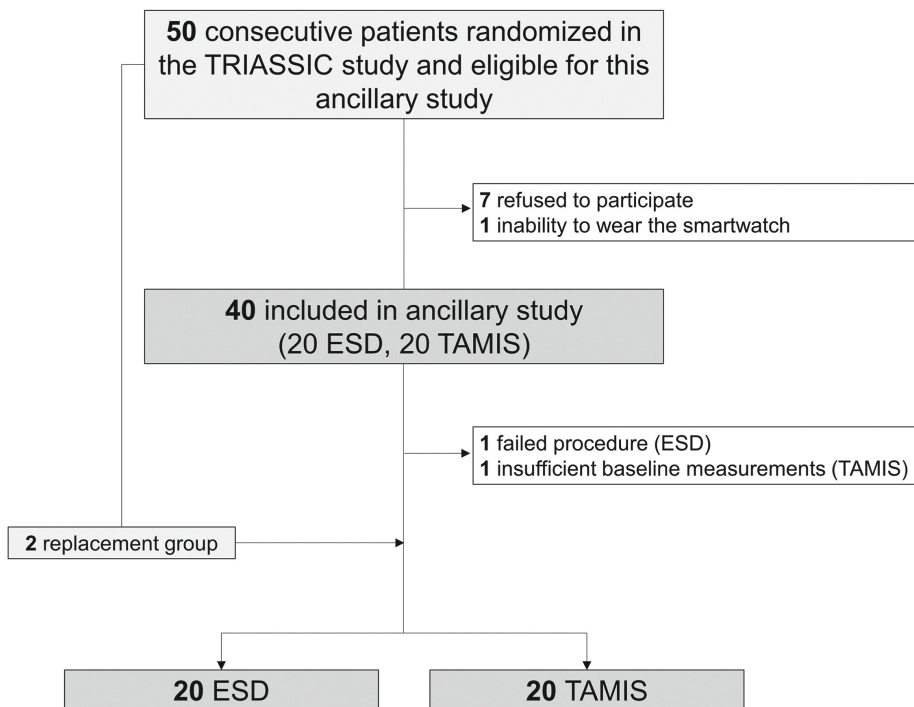 50 consecutive patients randomized in
the TRIASSIC study and eligible for this
ancillary study
7 refused to participate
1 inability to wear the smartwatch
40 included in ancillary study
(20 ESD, 20 TAMIS)
1 failed procedure (ESD)
1 insufficient baseline measurements (TAMIS)
2 replacement group
20 ESD
20 TAMIS